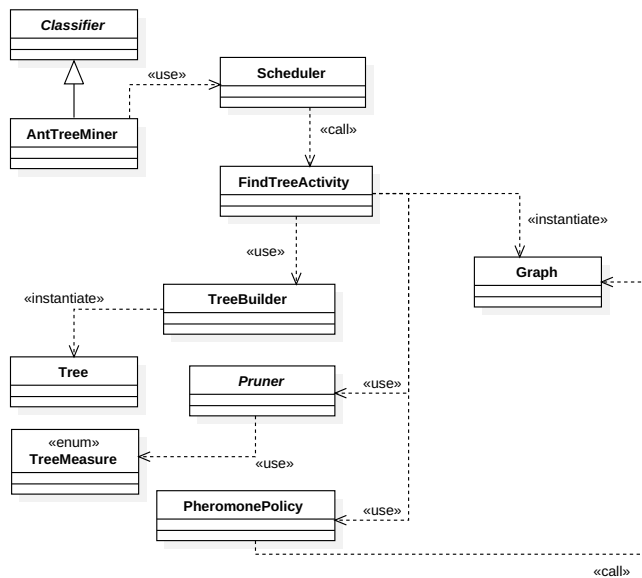 Classifier
«use»
Scheduler
AntTreeMiner
«call»
FindTreeActivity
«instantiate»
«use»
Graph
TreeBuilder
«instantiate»
Tree
Pruner
«use»
«enum»
TreeMeasure
«use»
PheromonePolicy
«use»
«call»